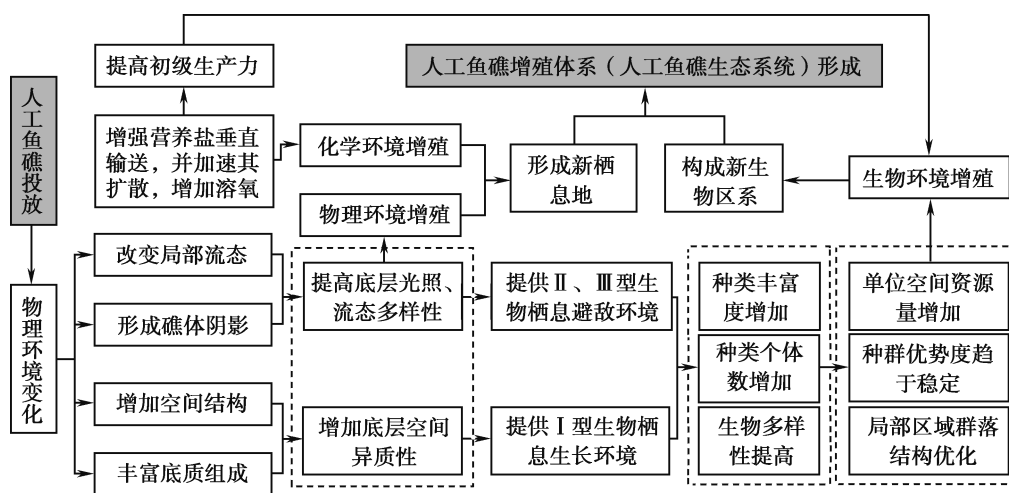 提高初级生产力
人工鱼礁增殖体系（人工鱼礁生态系统）形成
人工鱼礁投放
增强营养盐垂直
输送，并加速其
扩散，增加溶氧
化学环境增殖
物理环境增殖
形成新栖
息地
构成新生
物区系
生物环境增殖
物理环境变化
改变局部流态
形成礁体阴影
增加空间结构
丰富底质组成
提高底层光照、
流态多样性
增加底层空间
异质性
提供Ⅱ、Ⅲ型生
物栖息避敌环境
提供Ⅰ型生物栖
息生长环境
种类丰富
度增加
种类个体
数增加
生物多样
性提高
单位空间资源
量增加
种群优势度趋
于稳定
局部区域群落
结构优化